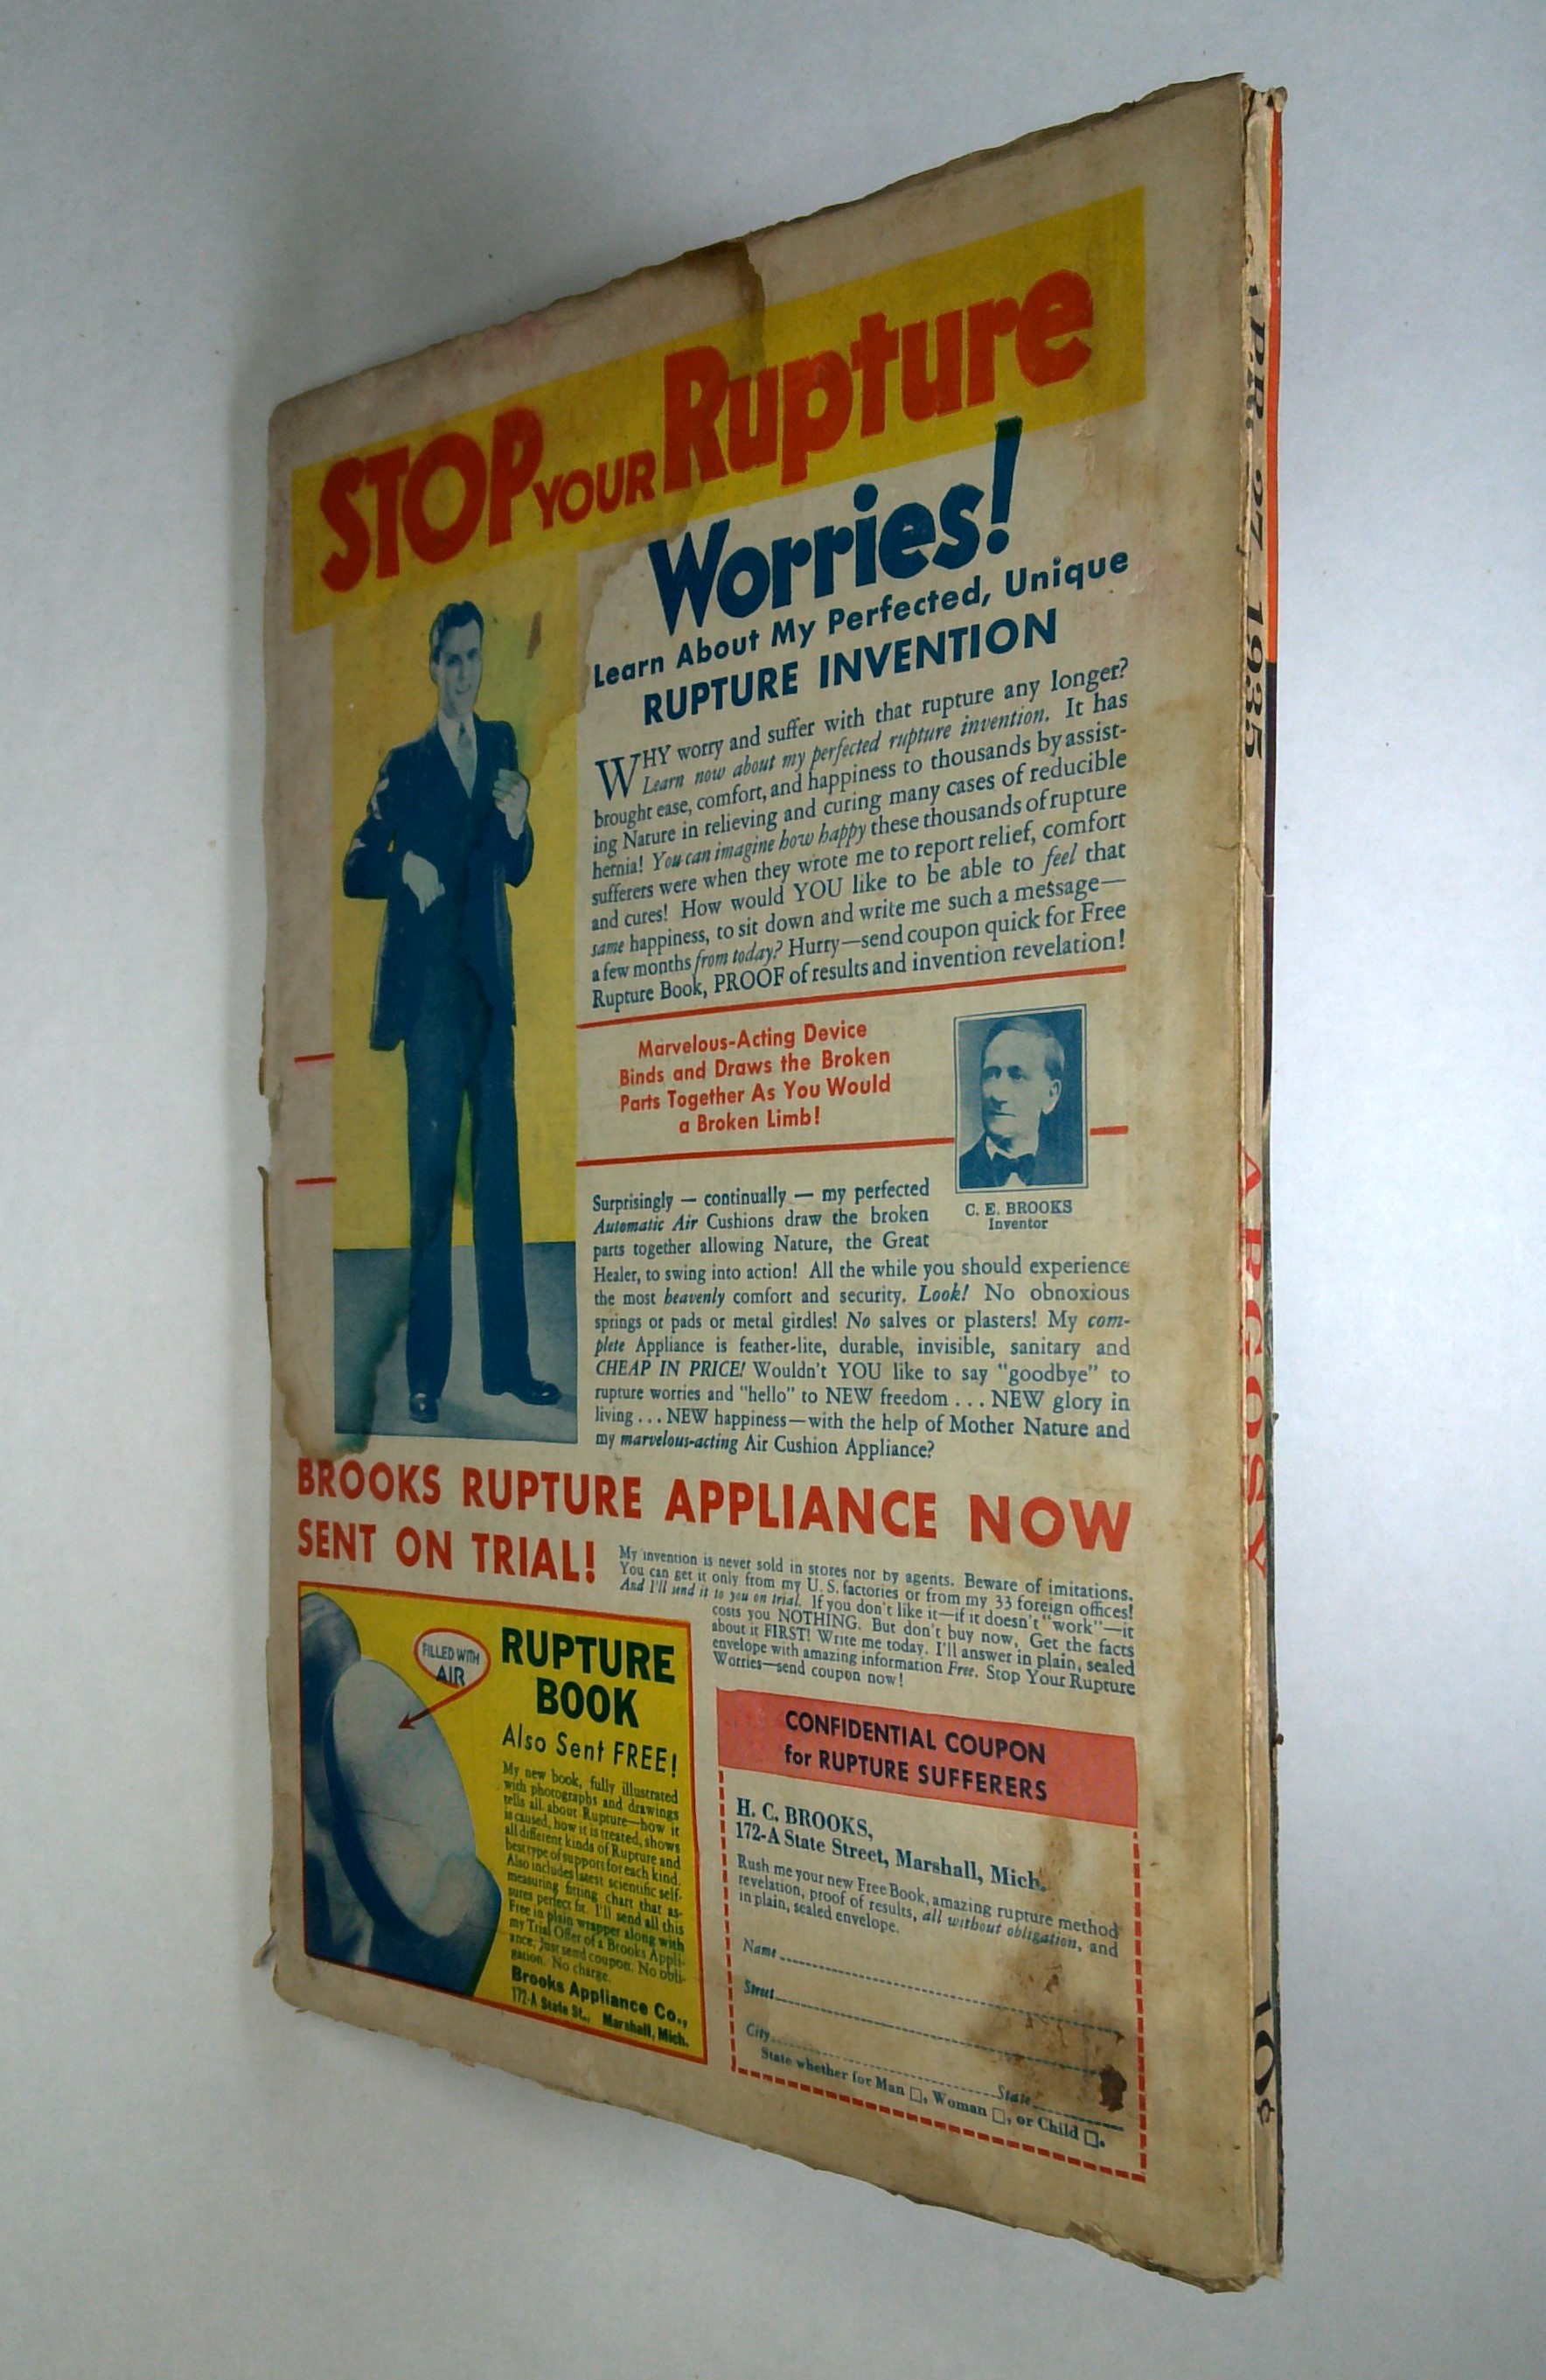 STOP YOUR Rupture
Worries!
Learn About My Perfected, Unique
RUPTURE INVENTION
WHY worry and suffer with that rupture any longer?
Learn now about my perfected rupture invention. It has
brought ease, comfort, and happiness to thousands by assist-
ing Nature in relieving and curing many cases of reducible
hernia! You can imagine how happy these thousands of rupture
sufferers were when they wrote me to report relief, comfort
and cures! How would YOU like to be able to feel that
same happiness, to sit down and write me such a message—
a few months from today? Hurry—send coupon quick for Free
Rupture Book, PROOF of results and invention revelation!
Marvelous-Acting Device
Binds and Draws the Broken
Parts Together As You Would
a Broken Limb!
C. E. BROOKS
Inventor
Surprisingly — continually — my perfected
Automatic Air Cushions draw the broken
parts together allowing Nature, the Great
Healer, to swing into action! All the while you should experience
the most heavenly comfort and security. Look! No obnoxious
springs or pads or metal girdles! No salves or plasters! My com-
plete Appliance is feather-lite, durable, invisible, sanitary and
CHEAP IN PRICE! Wouldn't YOU like to say "goodbye" to
rupture worries and "hello" to NEW freedom . . . NEW glory in
living . . . NEW happiness—with the help of Mother Nature and
my marvelous-acting Air Cushion Appliance?
BROOKS RUPTURE APPLIANCE NOW
SENT ON TRIAL!
My invention is never sold in stores nor by agents. Beware of imitations.
You can get it only from my U. S. factories or from my 33 foreign offices!
And I'll send it to you on trial. If you don't like it—if it doesn't "work"—it
costs you NOTHING. But don't buy now. Get the facts
about it FIRST! Write me today. I'll answer in plain, sealed
envelope with amazing information Free. Stop Your Rupture
Worries—send coupon now!
FILLED WITH
AIR
RUPTURE
BOOK
Also Sent FREE!
My new book, fully illustrated
with photographs and drawings
tells all about Rupture—how it
is caused, how it is treated, shows
all different kinds of Rupture and
best type of support for each kind.
Also includes latest scientific self-
measuring fitting chart that as-
sures perfect fit. I'll send all this
Free in plain wrapper along with
my Trial Offer of a Brooks Appli-
ance. Just send coupon. No obli-
gation. No charge.
Brooks Appliance Co.,
172-A State St., Marshall, Mich.
CONFIDENTIAL COUPON
for RUPTURE SUFFERERS
H. C. BROOKS,
172-A State Street, Marshall, Mich.
Rush me your new Free Book, amazing rupture method
revelation, proof of results, all without obligation, and
in plain, sealed envelope.
Name
Street
City State
State whether for Man □, Woman □, or Child □.
APR. 27, 1935
ARGOSY
10¢